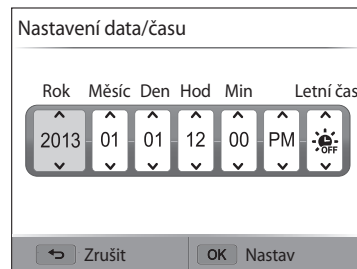 Nastavení data/času
Rok Měsíc Den Hod Min Letní čas
2013 01 01 12 00 PM OFF
Zrušit OK Nastav